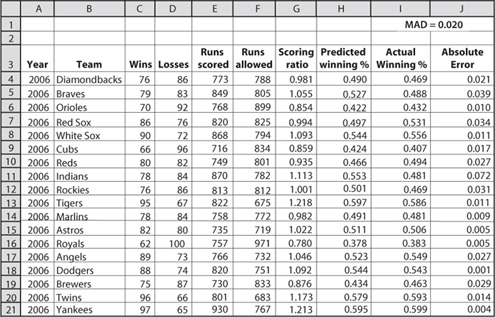 A B C D E F G H I J
1 MAD = 0.020
2
Runs Runs Scoring Predicted Actual Absolute
3 Year Team Wins Losses scored allowed ratio winning % Winning % Error
4 2006 Diamondbacks 76 86 773 788 0.981 0.490 0.469 0.021
5 2006 Braves 79 83 849 805 1.055 0.527 0.488 0.039
6 2006 Orioles 70 92 768 899 0.854 0.422 0.432 0.010
7 2006 Red Sox 86 76 820 825 0.994 0.497 0.531 0.034
8 2006 White Sox 90 72 868 794 1.093 0.544 0.556 0.011
9 2006 Cubs 66 96 716 834 0.859 0.424 0.407 0.017
10 2006 Reds 80 82 749 801 0.935 0.466 0.494 0.027
11 2006 Indians 78 84 870 782 1.113 0.553 0.481 0.072
12 2006 Rockies 76 86 813 812 1.001 0.501 0.469 0.031
13 2006 Tigers 95 67 822 675 1.218 0.597 0.586 0.011
14 2006 Marlins 78 84 758 772 0.982 0.491 0.481 0.009
15 2006 Astros 82 80 735 719 1.022 0.511 0.506 0.005
16 2006 Royals 62 100 757 971 0.780 0.378 0.383 0.005
17 2006 Angels 89 73 766 732 1.046 0.523 0.549 0.027
18 2006 Dodgers 88 74 820 751 1.092 0.544 0.543 0.001
19 2006 Brewers 75 87 730 833 0.876 0.434 0.463 0.029
20 2006 Twins 96 66 801 683 1.173 0.579 0.593 0.014
21 2006 Yankees 97 65 930 767 1.213 0.595 0.599 0.004